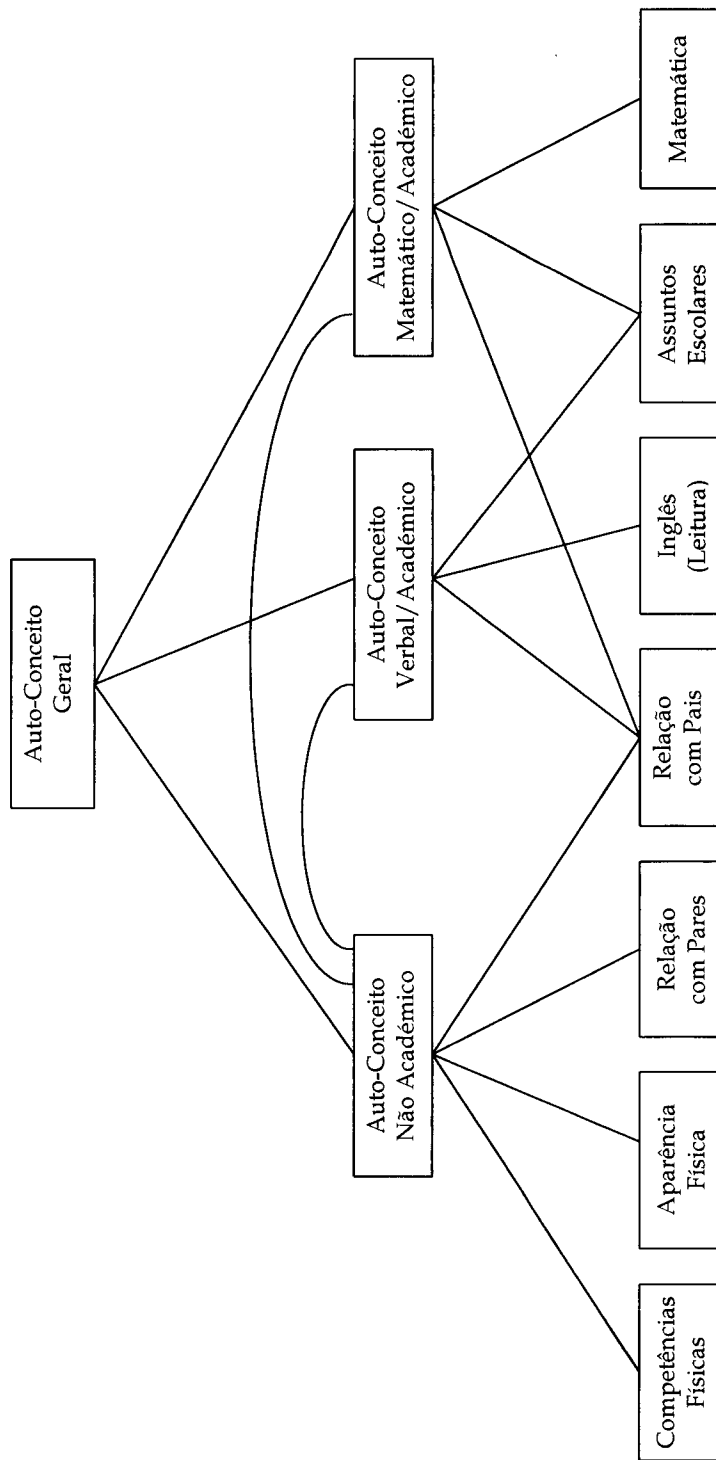 Auto-Conceito
Geral
Auto-Conceito
Não Académico
Auto-Conceito
Verbal/Académico
Auto-Conceito
Matemático/Académico
Competências
Físicas
Aparência
Física
Relação
com Pares
Relação
com Pais
Inglês
(Leitura)
Assuntos
Escolares
Matemática